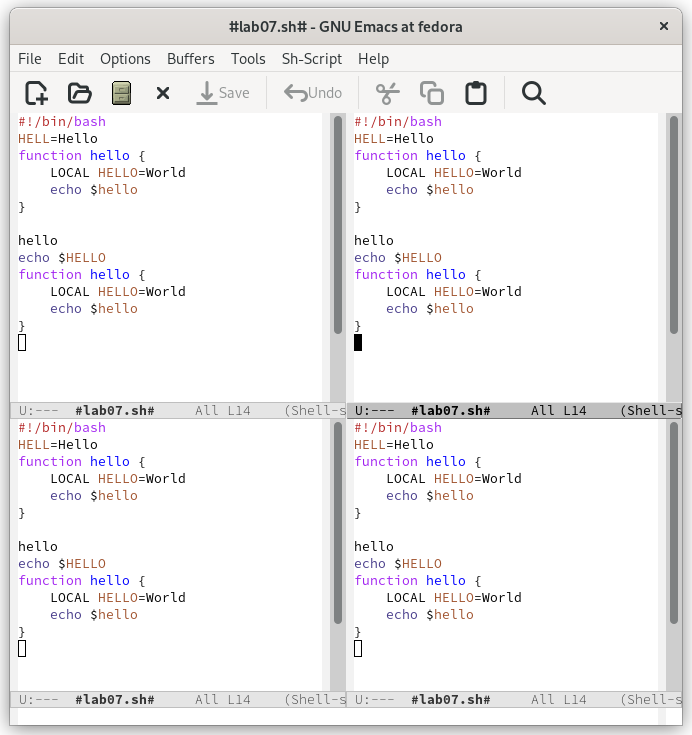 #lab07.sh# - GNU Emacs at fedora
File Edit Options Buffers Tools Sh-Script Help
Save Undo
#!/bin/bash
HELL=Hello
function hello {
    LOCAL HELLO=World
    echo $hello
}
hello
echo $HELLO
function hello {
    LOCAL HELLO=World
    echo $hello
}
U:--- #lab07.sh# All L14 (Shell-s
#!/bin/bash
HELL=Hello
function hello {
    LOCAL HELLO=World
    echo $hello
}
hello
echo $HELLO
function hello {
    LOCAL HELLO=World
    echo $hello
}
U:--- #lab07.sh# All L14 (Shell-s
#!/bin/bash
HELL=Hello
function hello {
    LOCAL HELLO=World
    echo $hello
}
hello
echo $HELLO
function hello {
    LOCAL HELLO=World
    echo $hello
}
U:--- #lab07.sh# All L14 (Shell-s
#!/bin/bash
HELL=Hello
function hello {
    LOCAL HELLO=World
    echo $hello
}
hello
echo $HELLO
function hello {
    LOCAL HELLO=World
    echo $hello
}
U:--- #lab07.sh# All L14 (Shell-s